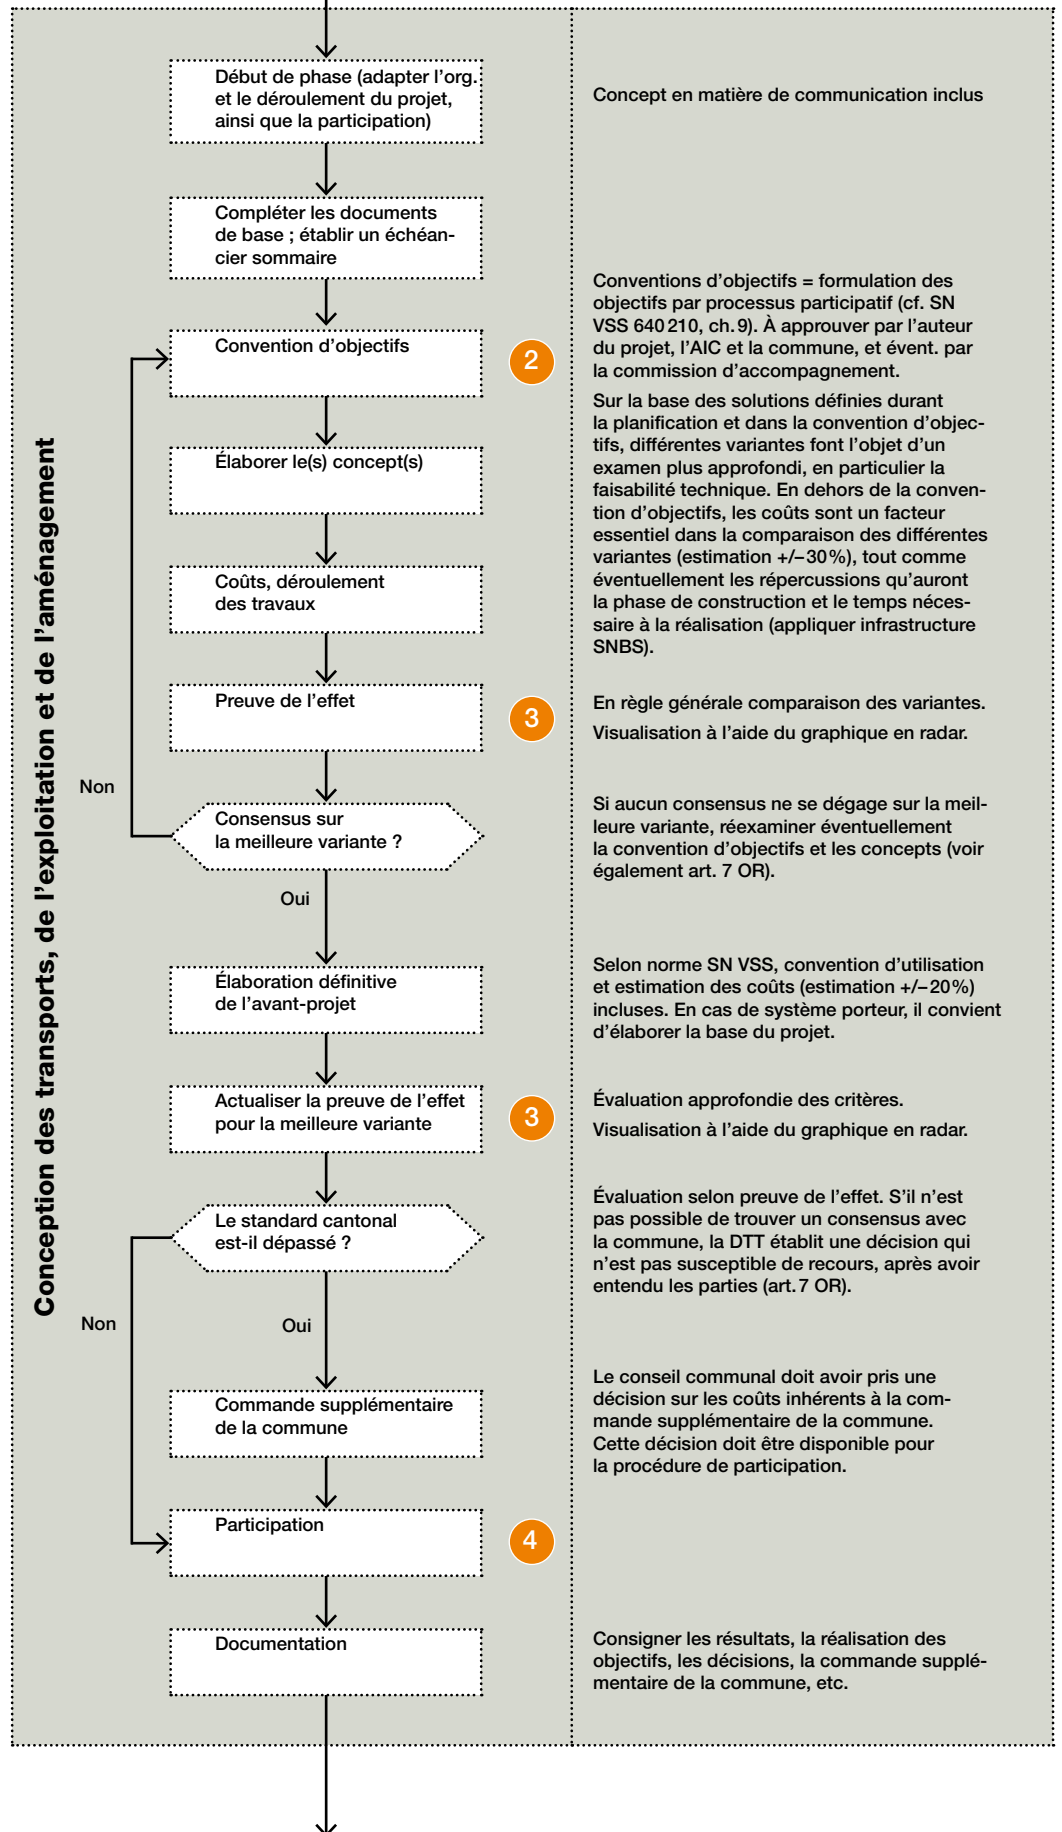 Conception des transports, de l'exploitation et de l'aménagement
Début de phase (adapter l'org.
et le déroulement du projet,
ainsi que la participation)
Concept en matière de communication inclus
Compléter les documents
de base ; établir un échéan-
cier sommaire
Convention d'objectifs
2
Conventions d'objectifs = formulation des
objectifs par processus participatif (cf. SN
VSS 640 210, ch. 9). À approuver par l'auteur
du projet, l'AIC et la commune, et évent. par
la commission d'accompagnement.
Élaborer le(s) concept(s)
Sur la base des solutions définies durant
la planification et dans la convention d'objec-
tifs, différentes variantes font l'objet d'un
examen plus approfondi, en particulier la
faisabilité technique. En dehors de la conven-
tion d'objectifs, les coûts sont un facteur
essentiel dans la comparaison des différentes
variantes (estimation +/–30%), tout comme
éventuellement les répercussions qu'auront
la phase de construction et le temps néces-
saire à la réalisation (appliquer infrastructure
SNBS).
Coûts, déroulement
des travaux
Preuve de l'effet
3
En règle générale comparaison des variantes.
Visualisation à l'aide du graphique en radar.
Non
Consensus sur
la meilleure variante ?
Si aucun consensus ne se dégage sur la meil-
leure variante, réexaminer éventuellement
la convention d'objectifs et les concepts (voir
également art. 7 OR).
Oui
Élaboration définitive
de l'avant-projet
Selon norme SN VSS, convention d'utilisation
et estimation des coûts (estimation +/–20%)
incluses. En cas de système porteur, il convient
d'élaborer la base du projet.
Actualiser la preuve de l'effet
pour la meilleure variante
3
Évaluation approfondie des critères.
Visualisation à l'aide du graphique en radar.
Le standard cantonal
est-il dépassé ?
Évaluation selon preuve de l'effet. S'il n'est
pas possible de trouver un consensus avec
la commune, la DTT établit une décision qui
n'est pas susceptible de recours, après avoir
entendu les parties (art. 7 OR).
Non
Oui
Commande supplémentaire
de la commune
Le conseil communal doit avoir pris une
décision sur les coûts inhérents à la com-
mande supplémentaire de la commune.
Cette décision doit être disponible pour
la procédure de participation.
Participation
4
Documentation
Consigner les résultats, la réalisation des
objectifs, les décisions, la commande supplé-
mentaire de la commune, etc.